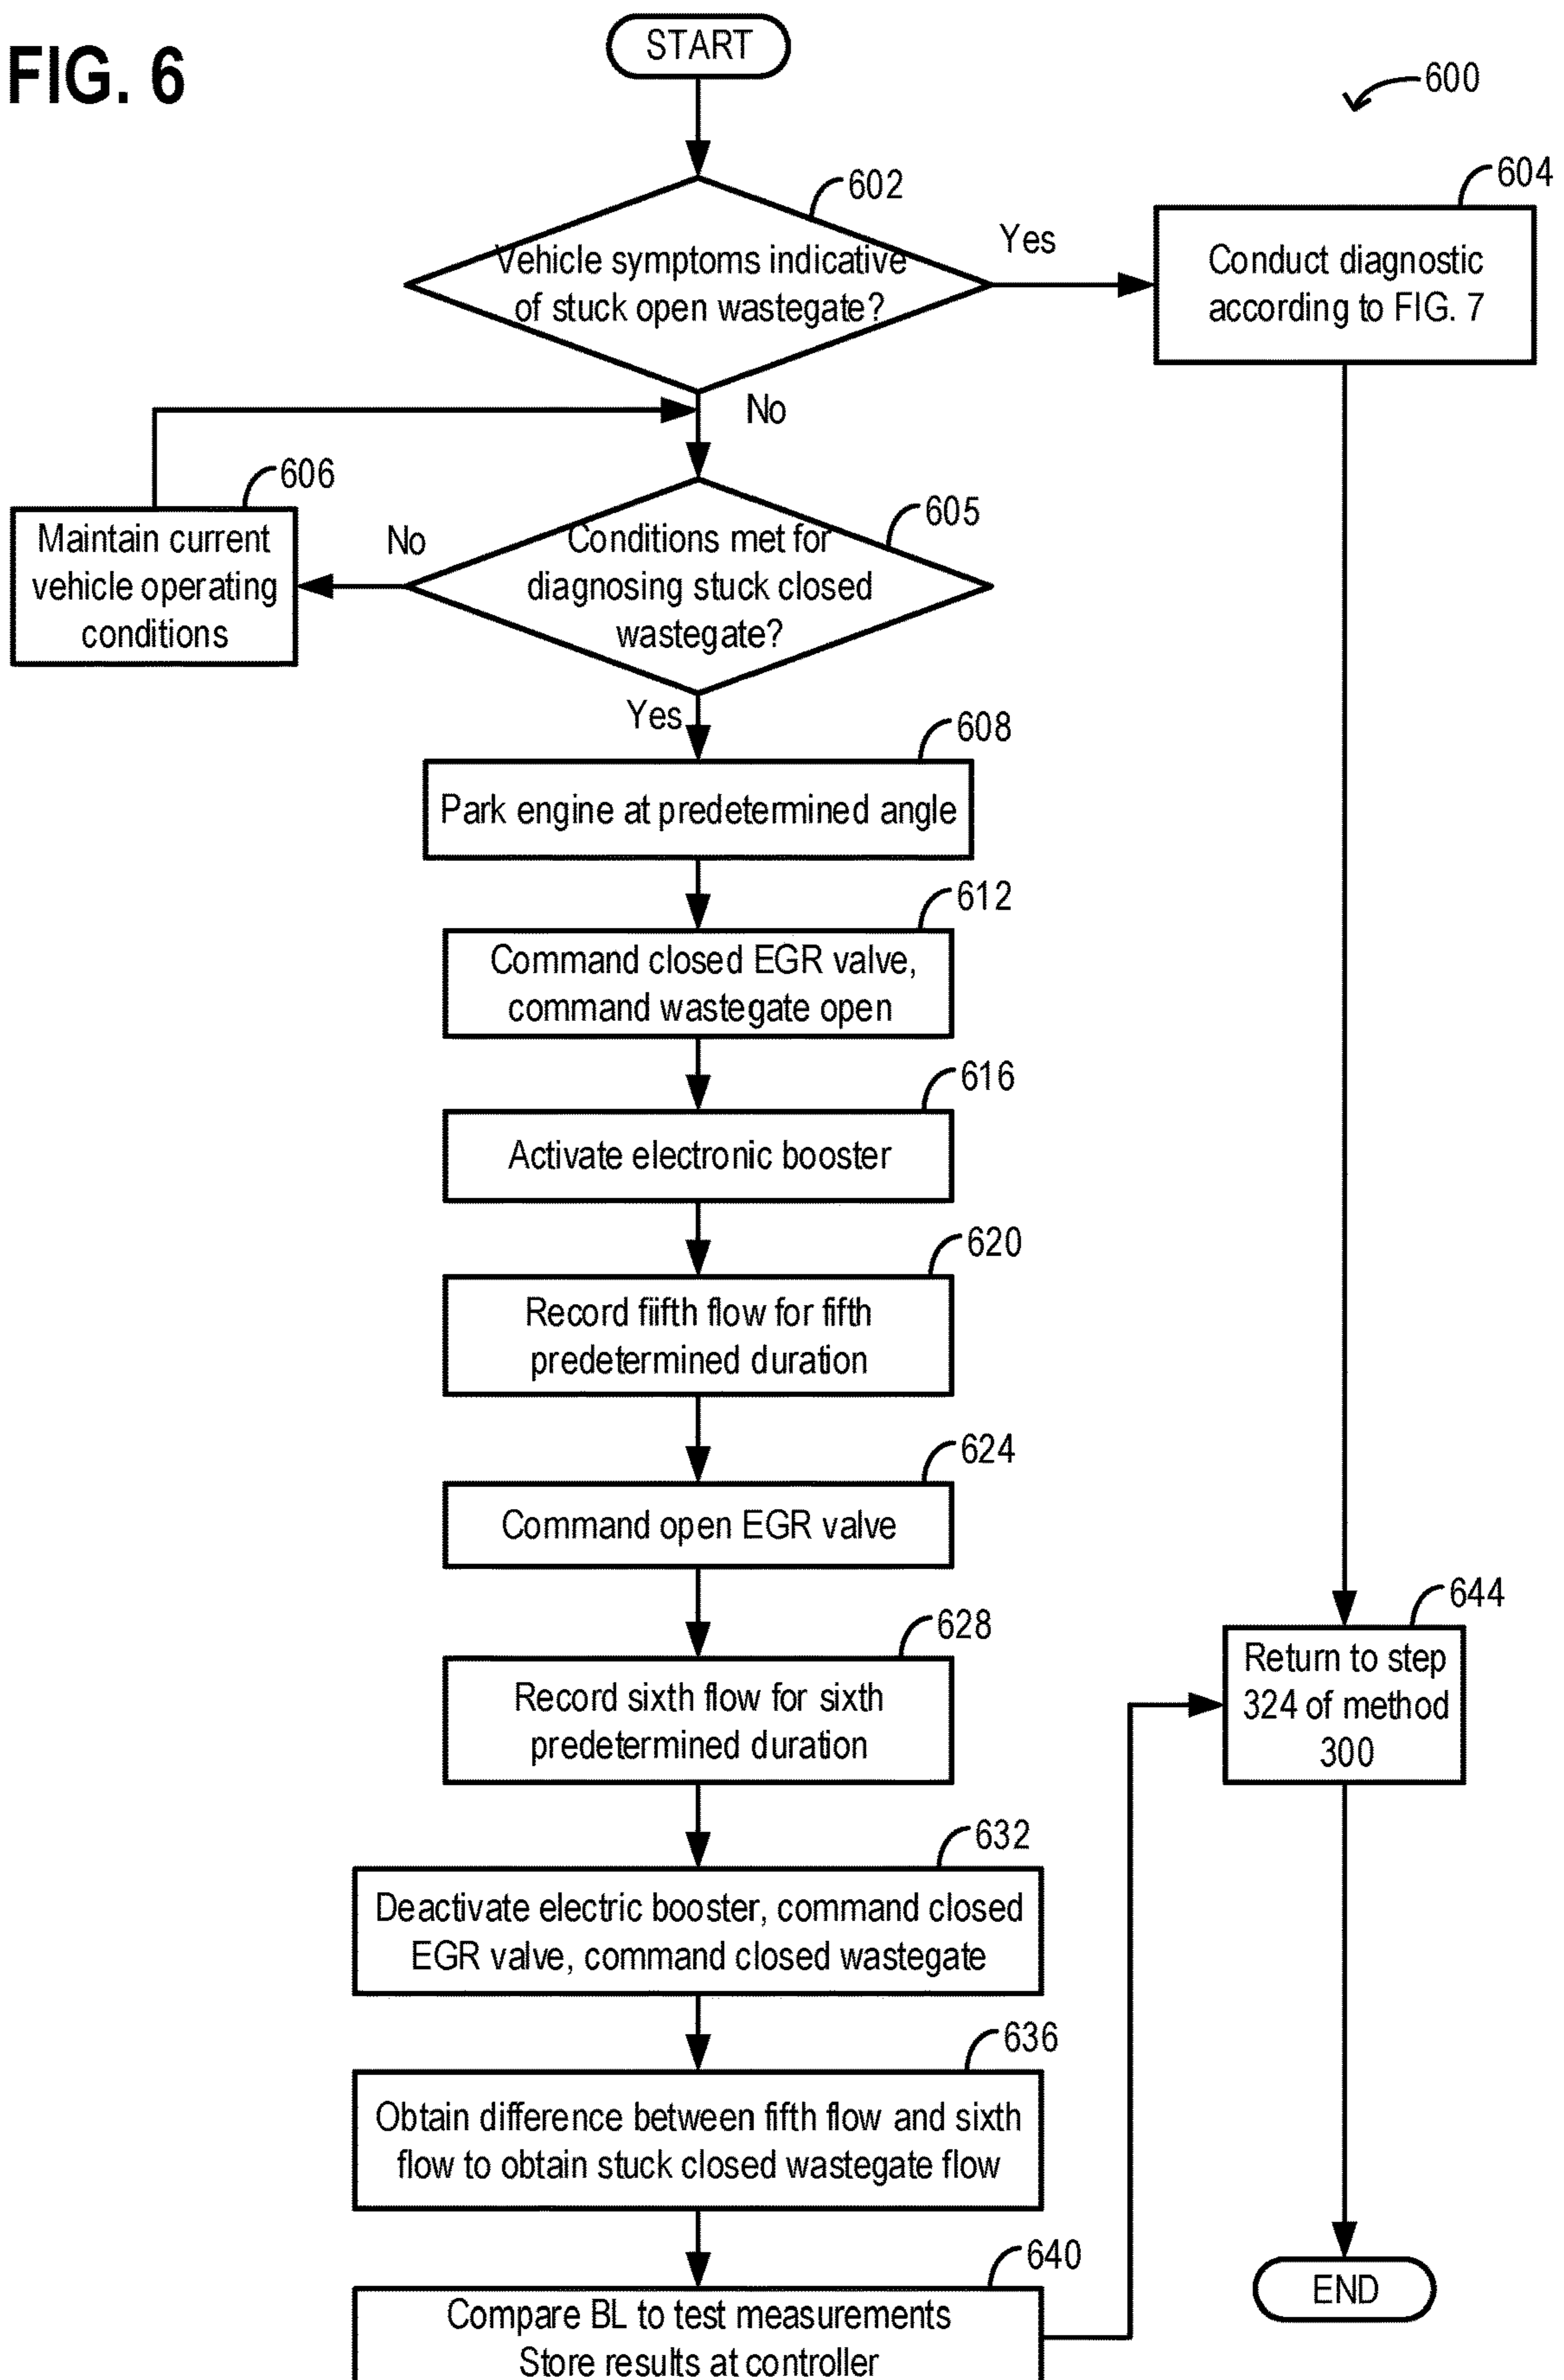 FIG. 6
START
600
602
Vehicle symptoms indicative
of stuck open wastegate?
Yes
604
Conduct diagnostic
according to FIG. 7
No
606
Maintain current
vehicle operating
conditions
No
605
Conditions met for
diagnosing stuck closed
wastegate?
Yes
608
Park engine at predetermined angle
612
Command closed EGR valve,
command wastegate open
616
Activate electronic booster
620
Record fiifth flow for fifth
predetermined duration
624
Command open EGR valve
628
Record sixth flow for sixth
predetermined duration
644
Return to step
324 of method
300
632
Deactivate electric booster, command closed
EGR valve, command closed wastegate
636
Obtain difference between fifth flow and sixth
flow to obtain stuck closed wastegate flow
640
Compare BL to test measurements
Store results at controller
END